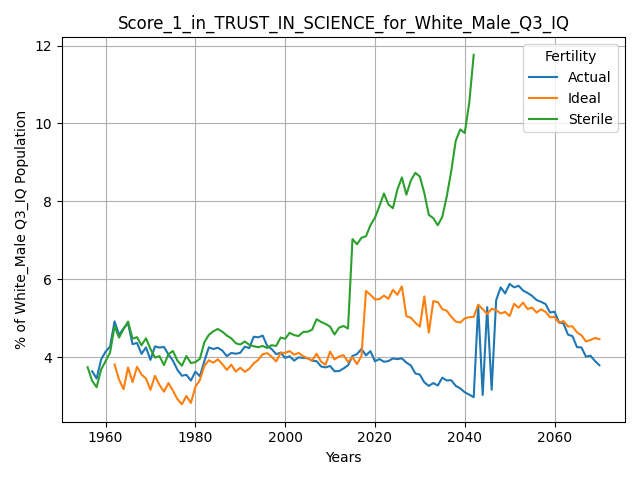 Score_1_in_TRUST_IN_SCIENCE_for_White_Male_Q3_IQ
% of White_Male Q3_IQ Population
12
10
8
6
4
Fertility
Actual
Ideal
Sterile
1960
1980
2000
2020
2040
2060
Years